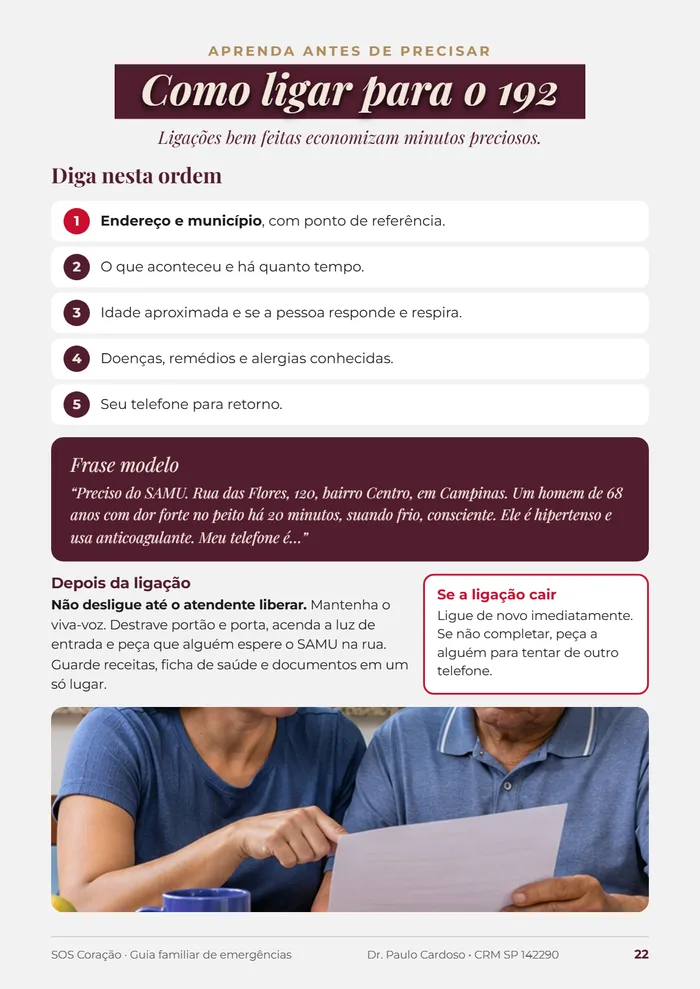 APRENDA ANTES DE PRECISAR
Como ligar para o 192
Ligações bem feitas economizam minutos preciosos.
Diga nesta ordem
1 Endereço e município, com ponto de referência.
2 O que aconteceu e há quanto tempo.
3 Idade aproximada e se a pessoa responde e respira.
4 Doenças, remédios e alergias conhecidas.
5 Seu telefone para retorno.
Frase modelo
“Preciso do SAMU. Rua das Flores, 120, bairro Centro, em Campinas. Um homem de 68
anos com dor forte no peito há 20 minutos, suando frio, consciente. Ele é hipertenso e
usa anticoagulante. Meu telefone é...”
Depois da ligação
Não desligue até o atendente liberar. Mantenha o
viva-voz. Destrave portão e porta, acenda a luz de
entrada e peça que alguém espere o SAMU na rua.
Guarde receitas, ficha de saúde e documentos em um
só lugar.
Se a ligação cair
Ligue de novo imediatamente.
Se não completar, peça a
alguém para tentar de outro
telefone.
SOS Coração · Guia familiar de emergências
Dr. Paulo Cardoso • CRM SP 142290
22